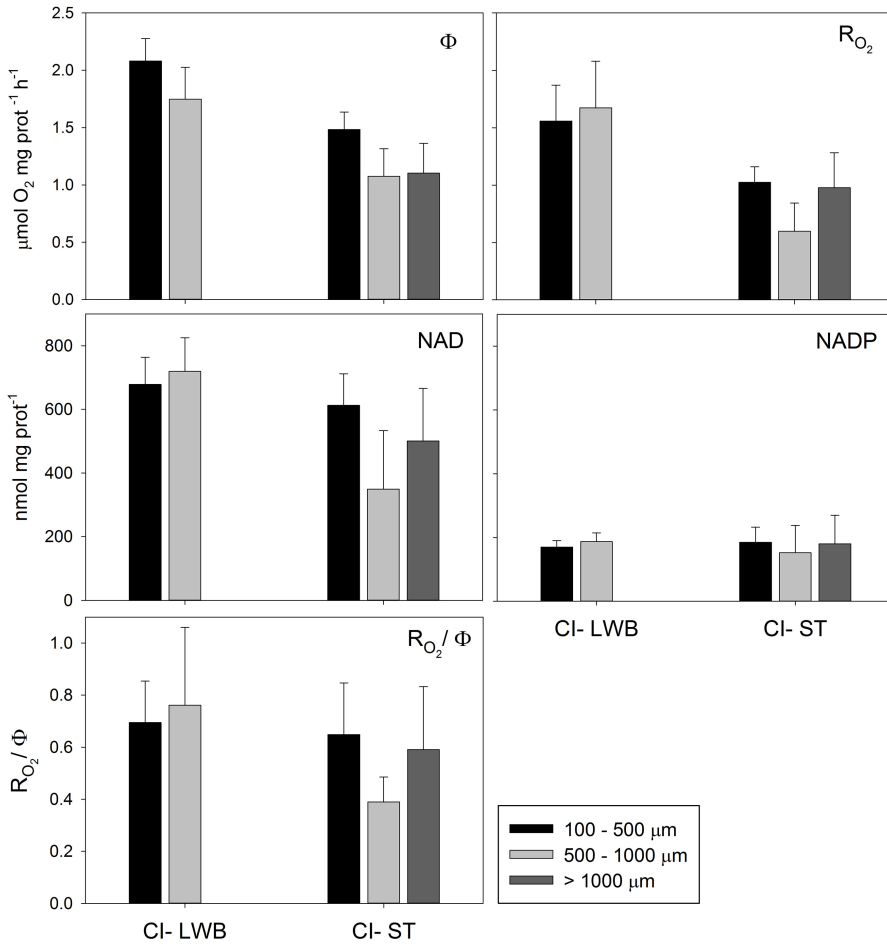 Φ
R_O2
2.5
2.0
1.5
1.0
0.5
0.0
μmol O2 mg prot-1 h-1
NAD
NADP
800
600
400
200
0
nmol mg prot-1
CI- LWB CI- ST
R_O2/ Φ
1.0
0.8
0.6
0.4
0.2
0.0
R_O2/ Φ
CI- LWB CI- ST
100 - 500 μm
500 - 1000 μm
> 1000 μm